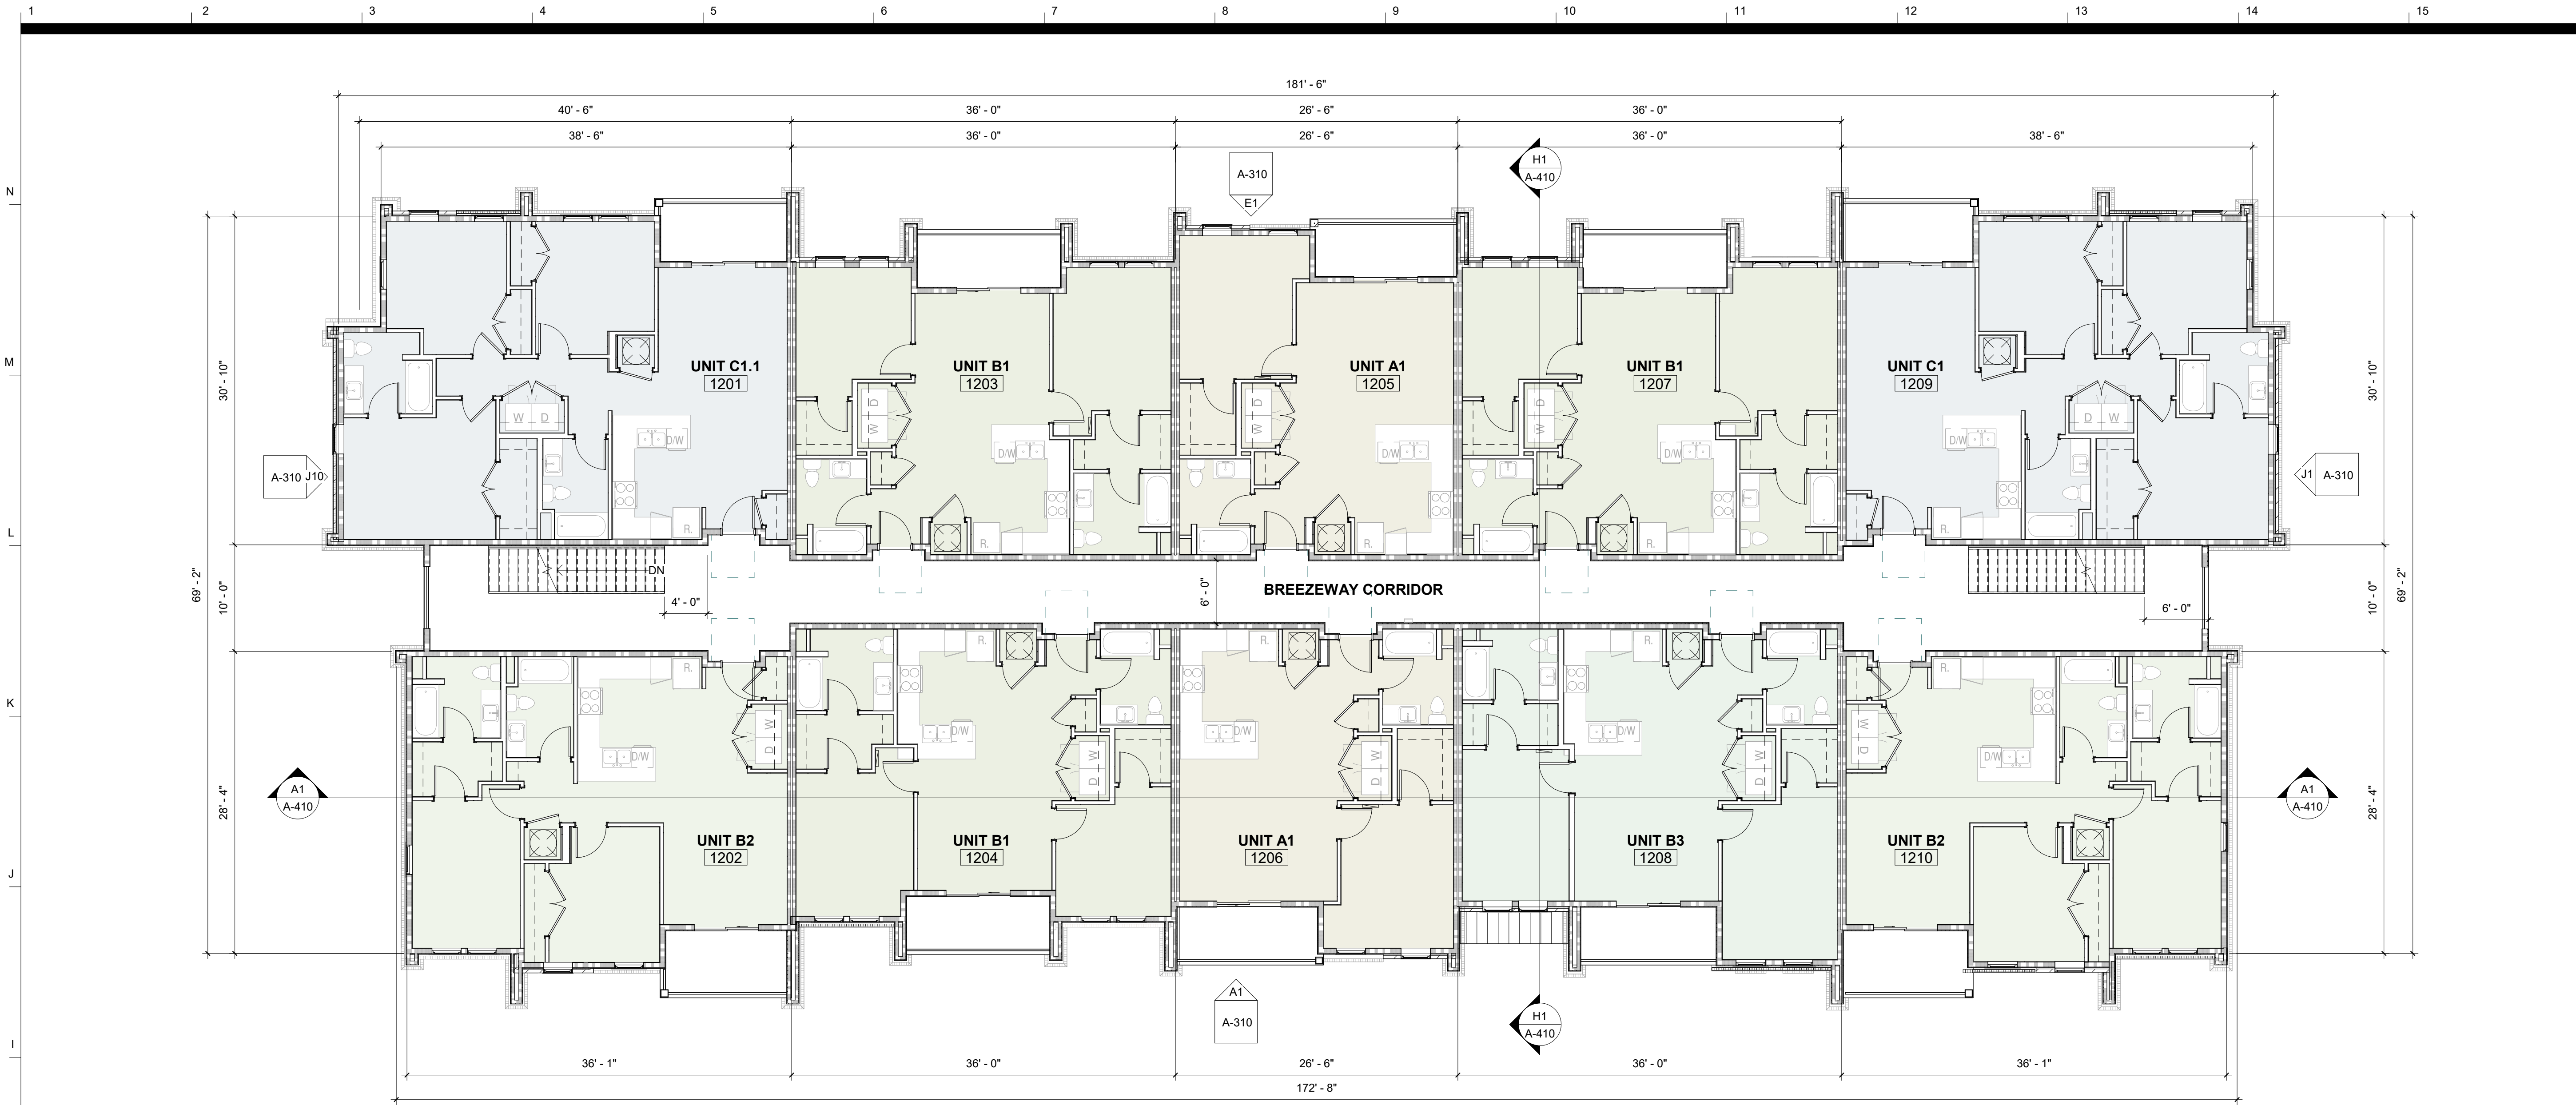 1 2 3 4 5 6 7 8 9 10 11 12 13 14 15
181' - 6"
40' - 6" 36' - 0" 26' - 6" 36' - 0"
38' - 6" 36' - 0" 26' - 6" 36' - 0" 38' - 6"
H1
A-410
A-310
E1
N
M
L
K
J
I
UNIT C1.1
1201
UNIT B1
1203
UNIT A1
1205
UNIT B1
1207
UNIT C1
1209
30' - 10"
30' - 10"
W D
W D
W D
W D
D W
D/W
D/W
D/W
D/W
D/W
A-310 J10
J1 A-310
R.
R.
R.
R.
R.
69' - 2"
10' - 0"
DN
4' - 0"
6' - 0"
BREEZEWAY CORRIDOR
6' - 0"
10' - 0"
69' - 2"
R.
R.
R.
R.
R.
D W
D W
D W
D W
D W
D/W
D/W
D/W
D/W
D/W
A1
A-410
A1
A-410
28' - 4"
28' - 4"
UNIT B2
1202
UNIT B1
1204
UNIT A1
1206
UNIT B3
1208
UNIT B2
1210
A1
A-310
H1
A-410
36' - 1" 36' - 0" 26' - 6" 36' - 0" 36' - 1"
172' - 8"